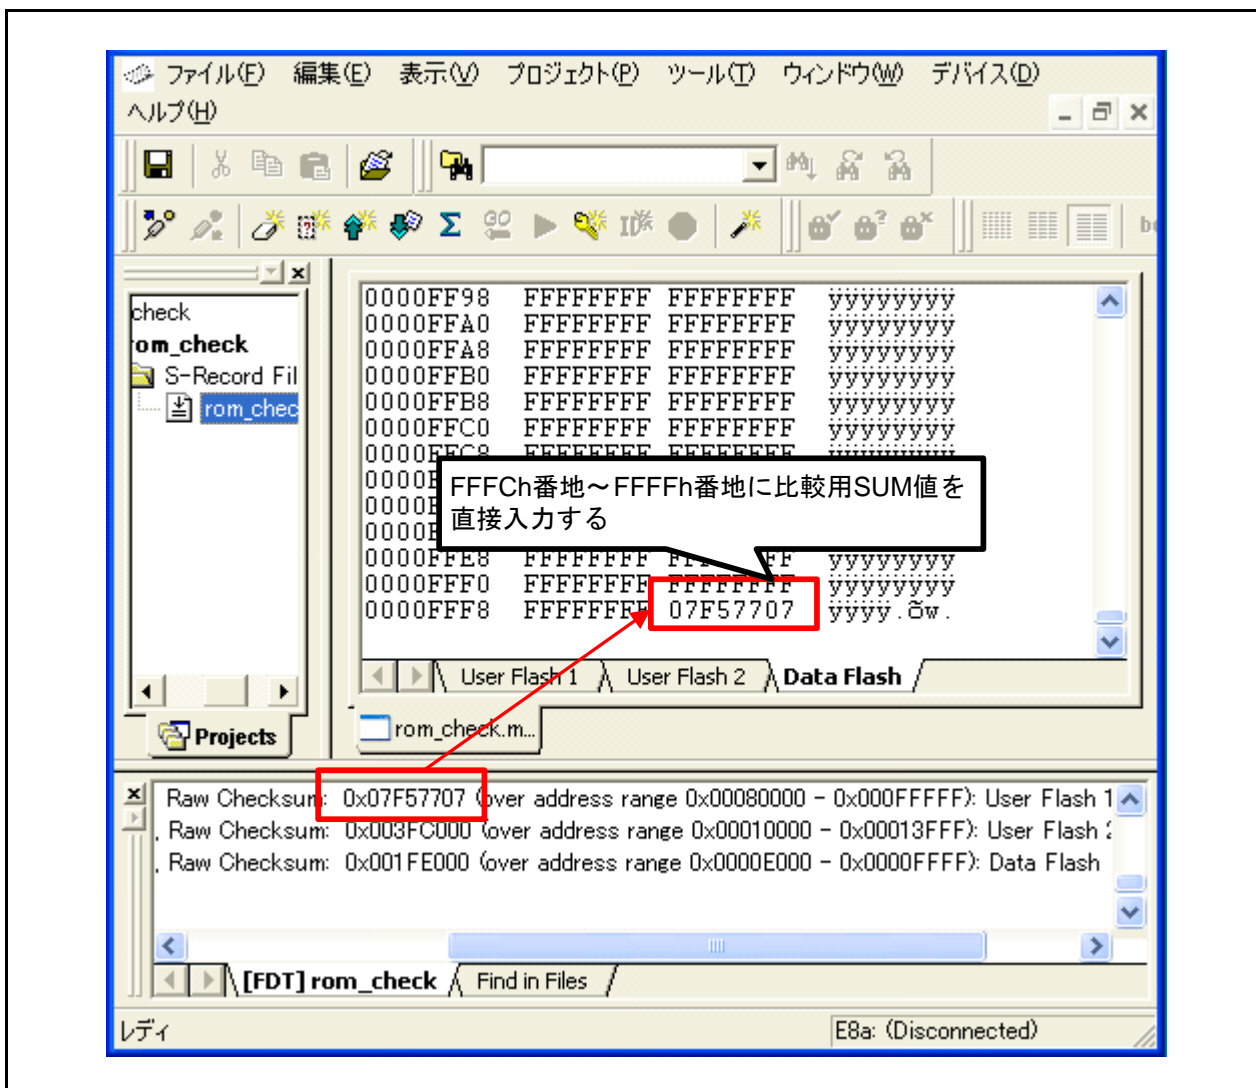 ファイル(F) 編集(E) 表示(V) プロジェクト(P) ツール(T) ウィンドウ(W) デバイス(D)
ヘルプ(H)
check
om_check
S-Record Fil
rom_chec
Projects
0000FF98 FFFFFFFF FFFFFFFF ÿÿÿÿÿÿÿÿ
0000FFA0 FFFFFFFF FFFFFFFF ÿÿÿÿÿÿÿÿ
0000FFA8 FFFFFFFF FFFFFFFF ÿÿÿÿÿÿÿÿ
0000FFB0 FFFFFFFF FFFFFFFF ÿÿÿÿÿÿÿÿ
0000FFB8 FFFFFFFF FFFFFFFF ÿÿÿÿÿÿÿÿ
0000FFC0 FFFFFFFF FFFFFFFF ÿÿÿÿÿÿÿÿ
0000FFC8 FFFFFFFF FFFFFFFF ÿÿÿÿÿÿÿÿ
FFFCh番地～FFFFh番地に比較用SUM値を
直接入力する
0000FFE8 FFFFFFFF ÿÿÿÿÿÿÿÿ
0000FFF0 FFFFFFFF FFFFFFFF ÿÿÿÿÿÿÿÿ
0000FFF8 FFFFFFFF 07F57707 ÿÿÿÿ.õw.
User Flash 1 User Flash 2 Data Flash
rom_check.m...
Raw Checksum: 0x07F57707 (over address range 0x00080000 - 0x000FFFFF): User Flash 1
, Raw Checksum: 0x003FC000 (over address range 0x00010000 - 0x00013FFF): User Flash
, Raw Checksum: 0x001FE000 (over address range 0x0000E000 - 0x0000FFFF): Data Flash
[FDT] rom_check Find in Files
レディ E8a: (Disconnected)